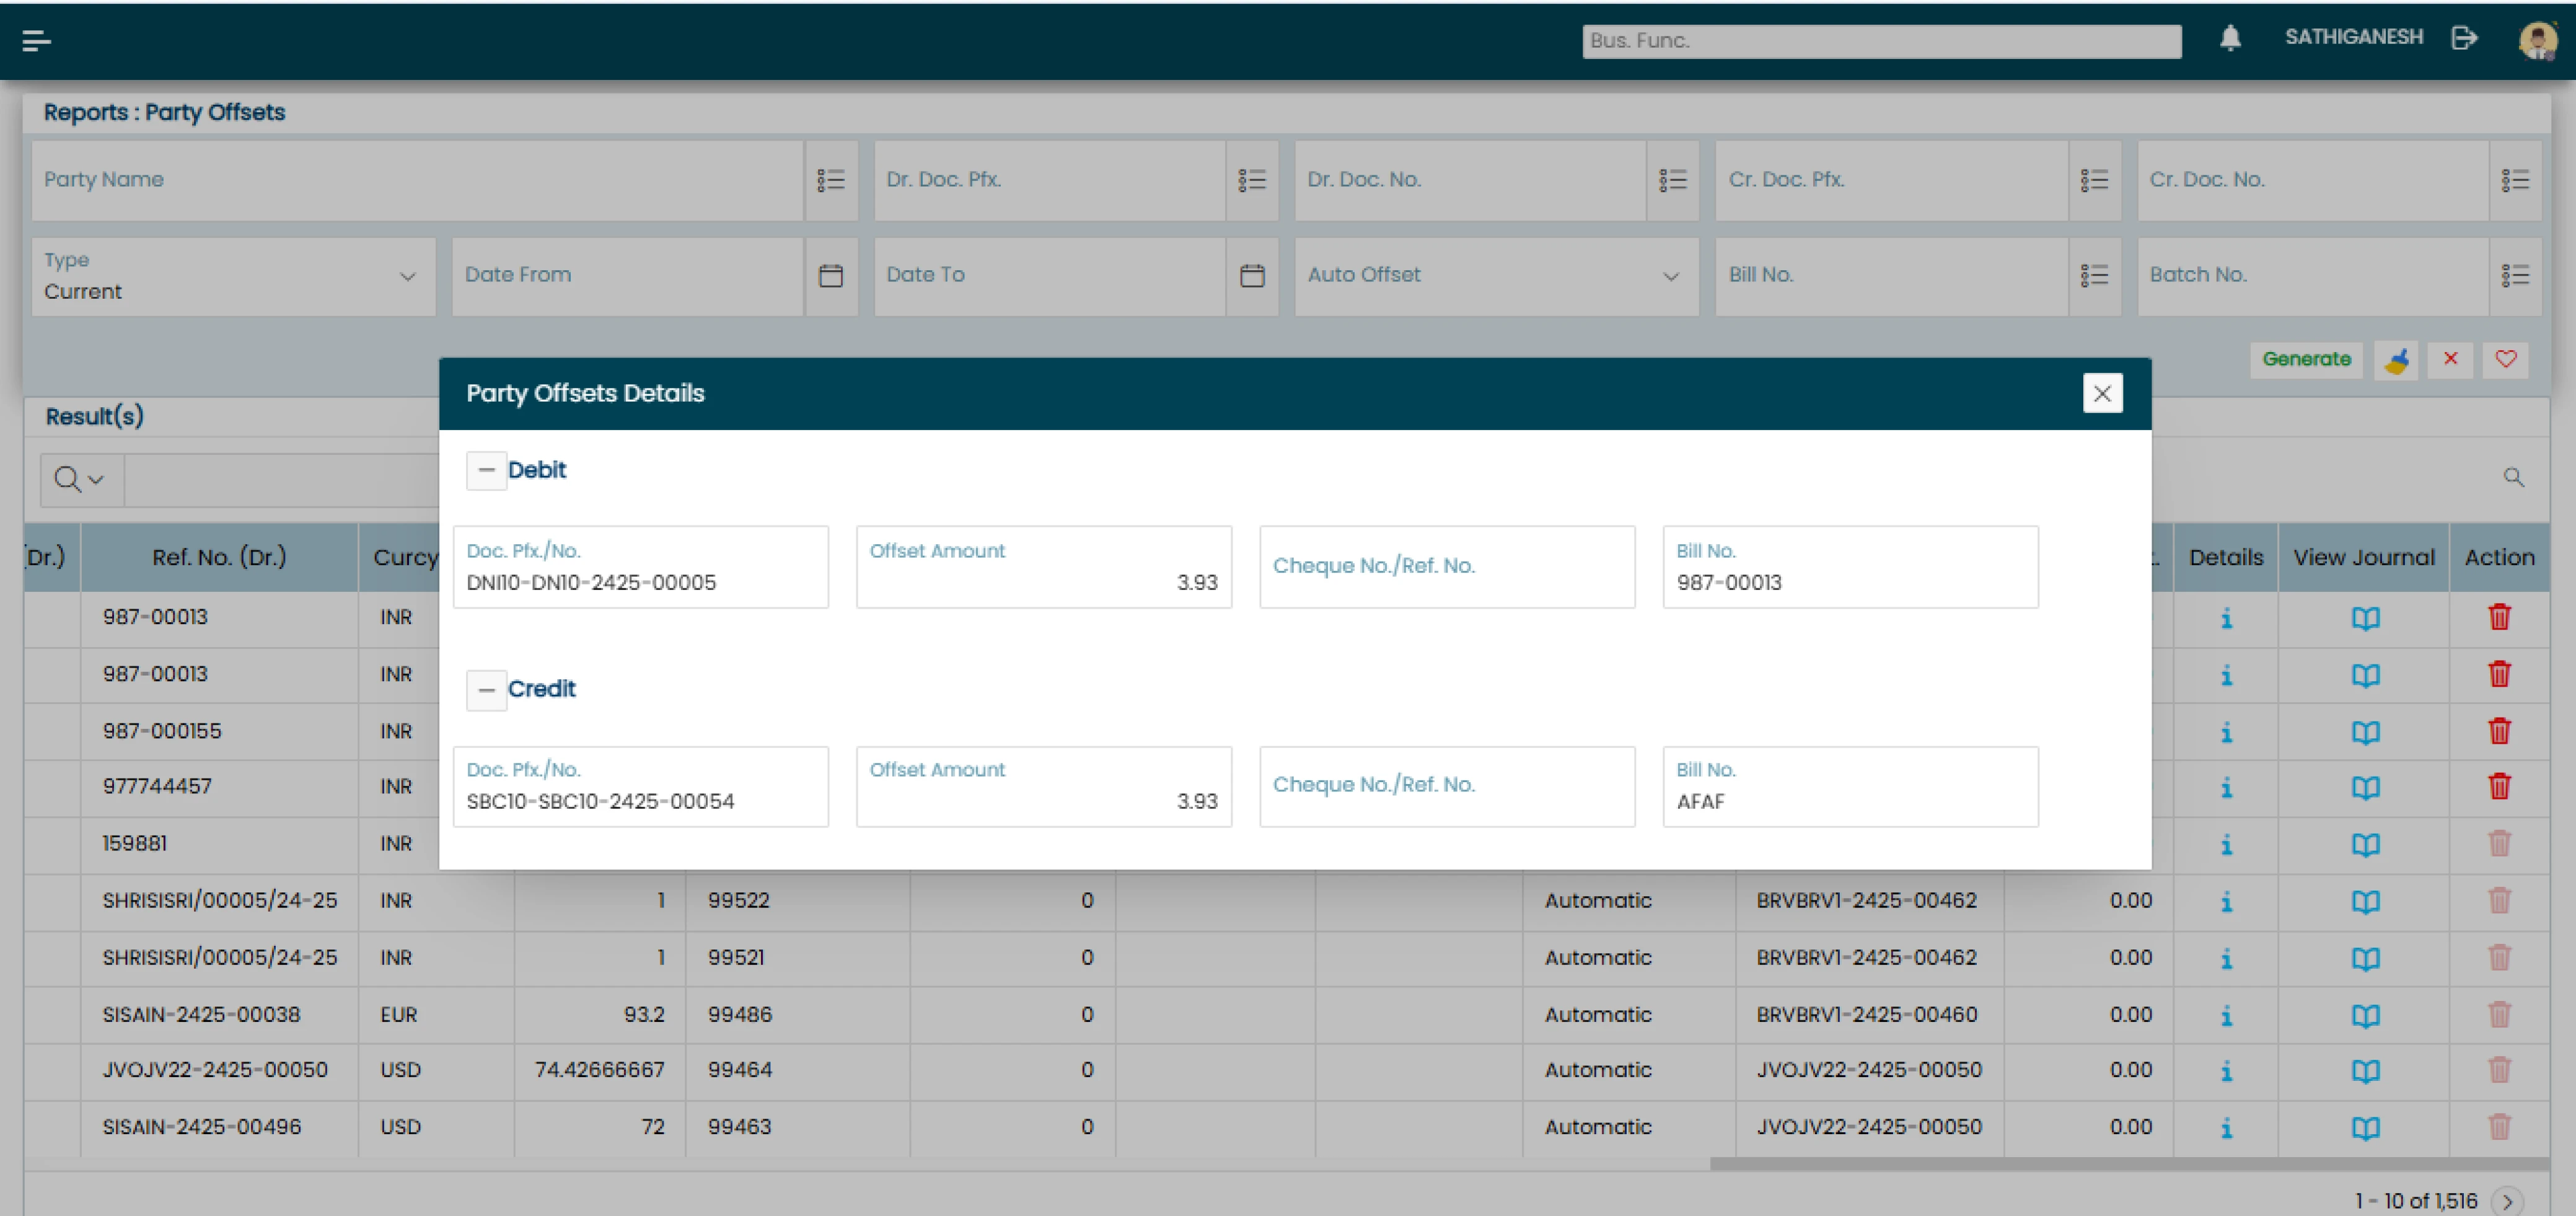 Bus. Func.
SATHIGANESH
Reports : Party Offsets
Party Name
Dr. Doc. Pfx.
Dr. Doc. No.
Cr. Doc. Pfx.
Cr. Doc. No.
Type
Current
Date From
Date To
Auto Offset
Bill No.
Batch No.
Generate
Result(s)
Party Offsets Details
Debit
Doc. Pfx./No.
DNI10-DN10-2425-00005
Offset Amount
3.93
Cheque No./Ref. No.
Bill No.
987-00013
Credit
Doc. Pfx./No.
SBC10-SBC10-2425-00054
Offset Amount
3.93
Cheque No./Ref. No.
Bill No.
AFAF
(Dr.) Ref. No. (Dr.) Curcy Details View Journal Action
987-00013 INR
987-00013 INR
987-000155 INR
977744457 INR
159881 INR
SHRISISRI/00005/24-25 INR 1 99522 0 Automatic BRVBRV1-2425-00462 0.00
SHRISISRI/00005/24-25 INR 1 99521 0 Automatic BRVBRV1-2425-00462 0.00
SISAIN-2425-00038 EUR 93.2 99486 0 Automatic BRVBRV1-2425-00460 0.00
JVOJV22-2425-00050 USD 74.42666667 99464 0 Automatic JVOJV22-2425-00050 0.00
SISAIN-2425-00496 USD 72 99463 0 Automatic JVOJV22-2425-00050 0.00
1 - 10 of 1,516